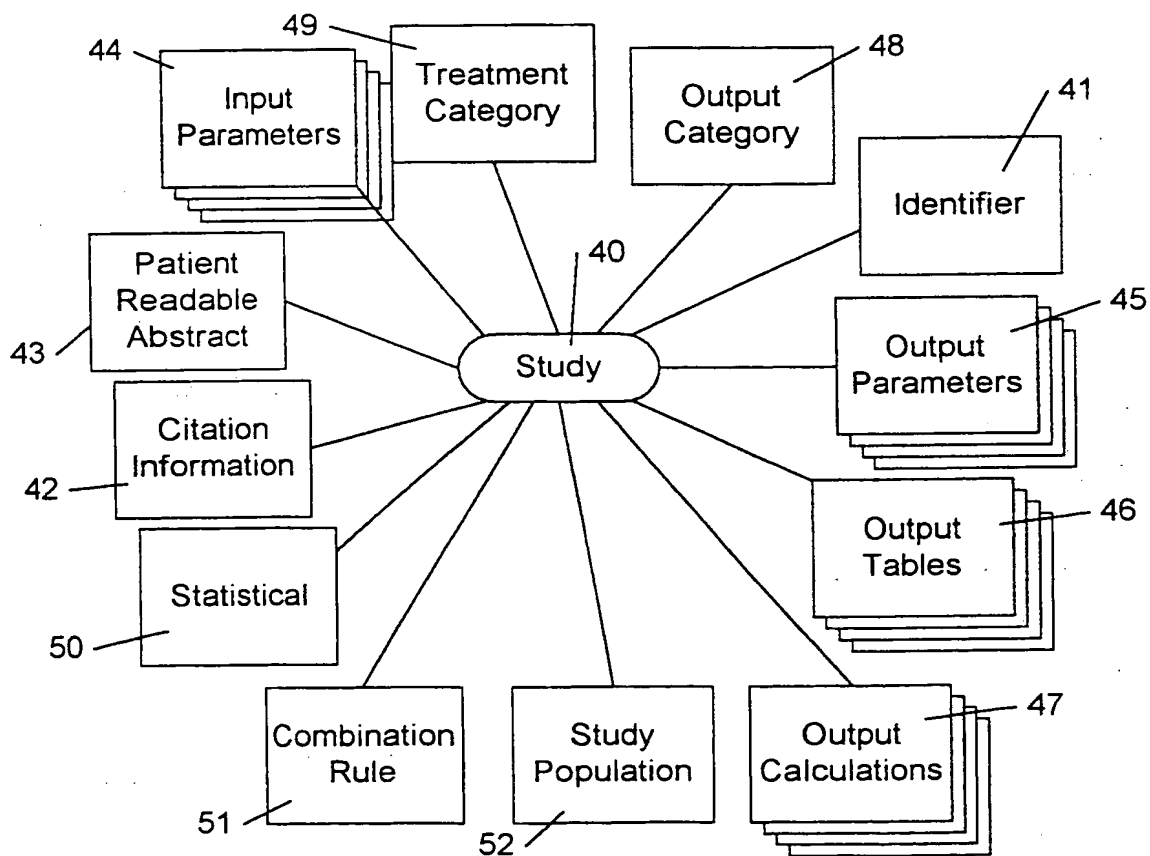 49
44
48
Treatment
Category
Input
Parameters
Output
Category
41
Identifier
Patient
Readable
Abstract
43
40
Study
45
Output
Parameters
Citation
Information
42
46
Output
Tables
Statistical
50
47
Combination
Rule
51
Study
Population
52
Output
Calculations